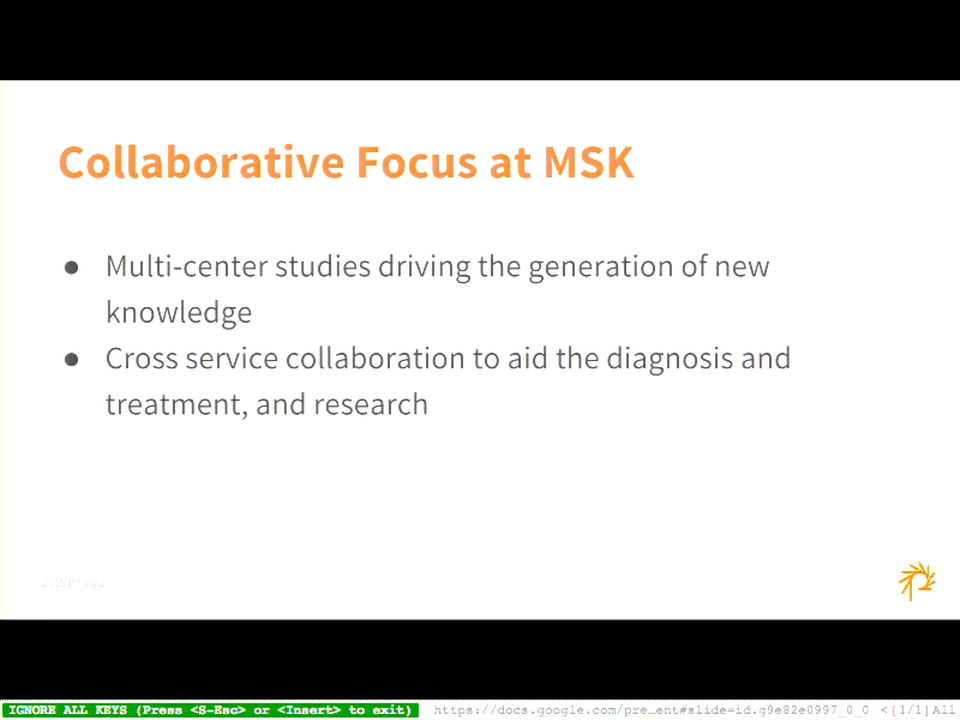 Collaborative Focus at MSK
● Multi-center studies driving the generation of new
knowledge
● Cross service collaboration to aid the diagnosis and
treatment, and research
IGNORE ALL KEYS (Press <S-Esc> or <Insert> to exit) https://docs.google.com/pre…ent#slide=id.g9e82e0997_0_0 <{1/1}All